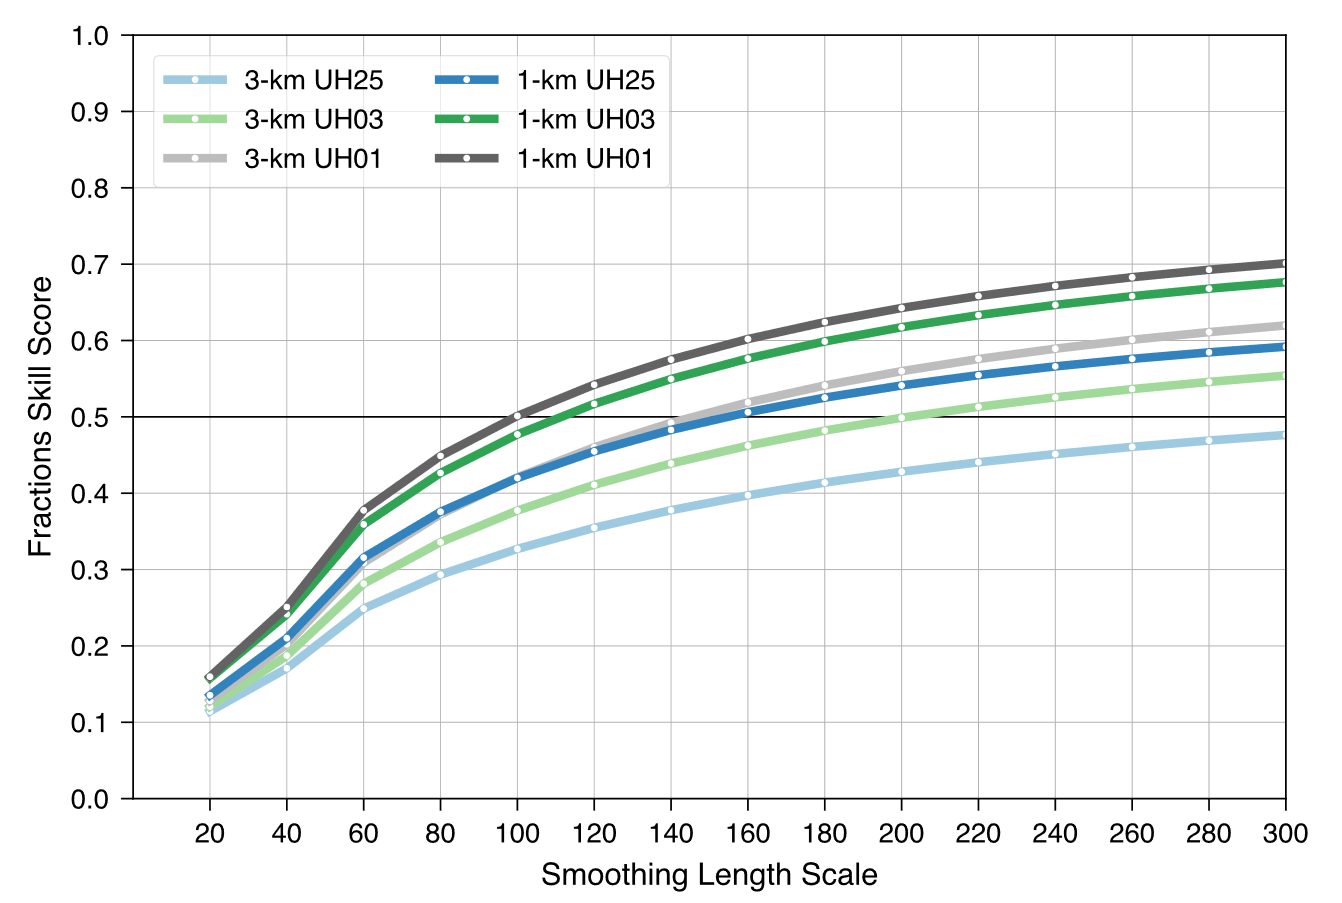 1.0
0.9
0.8
0.7
0.6
0.5
0.4
0.3
0.2
0.1
0.0
Fractions Skill Score
3-km UH25
3-km UH03
3-km UH01
1-km UH25
1-km UH03
1-km UH01
20 40 60 80 100 120 140 160 180 200 220 240 260 280 300
Smoothing Length Scale